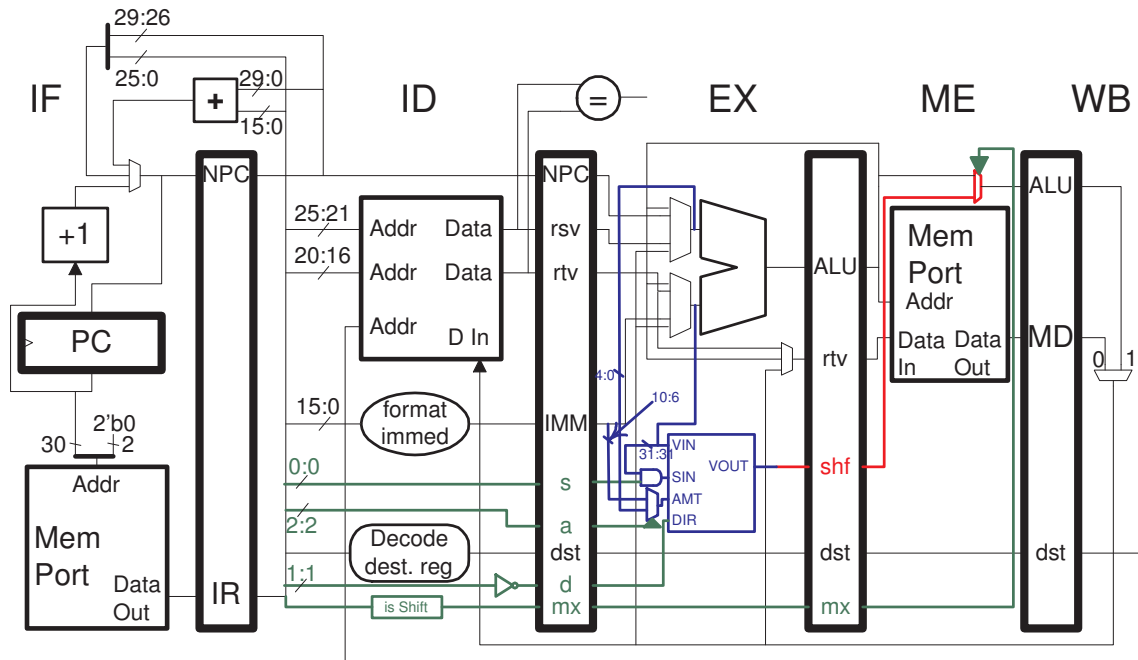 29:26
25:0
29:0
15:0
+
=
IF
ID
EX
ME
WB
NPC
NPC
ALU
+1
25:21
20:16
Addr
Data
Addr
Data
Addr
D In
rsv
rtv
ALU
Mem
Port
Addr
Data
In
Data
Out
PC
rtv
MD
0
1
4:0
10:6
15:0
format
immed
IMM
31:31
VIN
VOUT
SIN
AMT
DIR
shf
30
2'b0
2
Addr
Mem
Port
Data
Out
IR
0:0
s
2:2
a
Decode
dest. reg
dst
dst
dst
1:1
d
is Shift
mx
mx